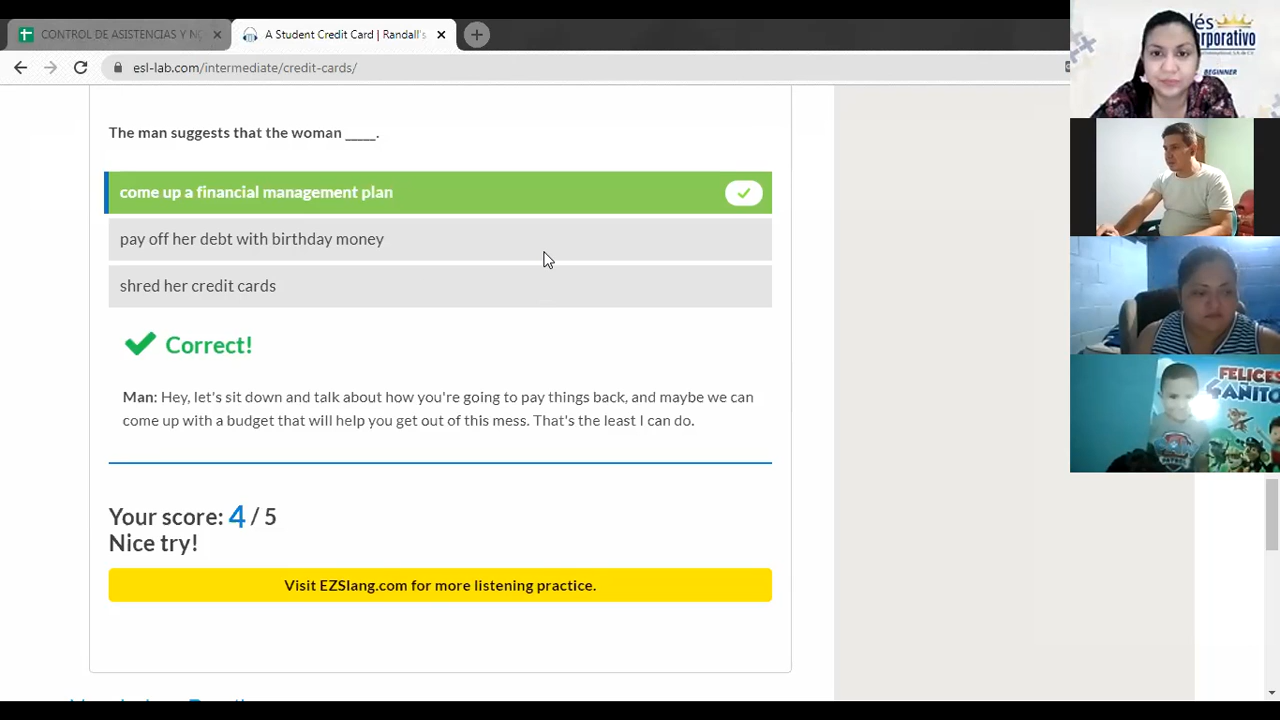 CONTROL DE ASISTENCIAS Y NO
A Student Credit Card | Randall's
esl-lab.com/intermediate/credit-cards/
The man suggests that the woman _____.
come up a financial management plan
pay off her debt with birthday money
shred her credit cards
Correct!
Man: Hey, let's sit down and talk about how you're going to pay things back, and maybe we can
come up with a budget that will help you get out of this mess. That's the least I can do.
Your score: 4 / 5
Nice try!
Visit EZSlang.com for more listening practice.
lés
rporativo
BEGINNER
FELICES
4AÑITO